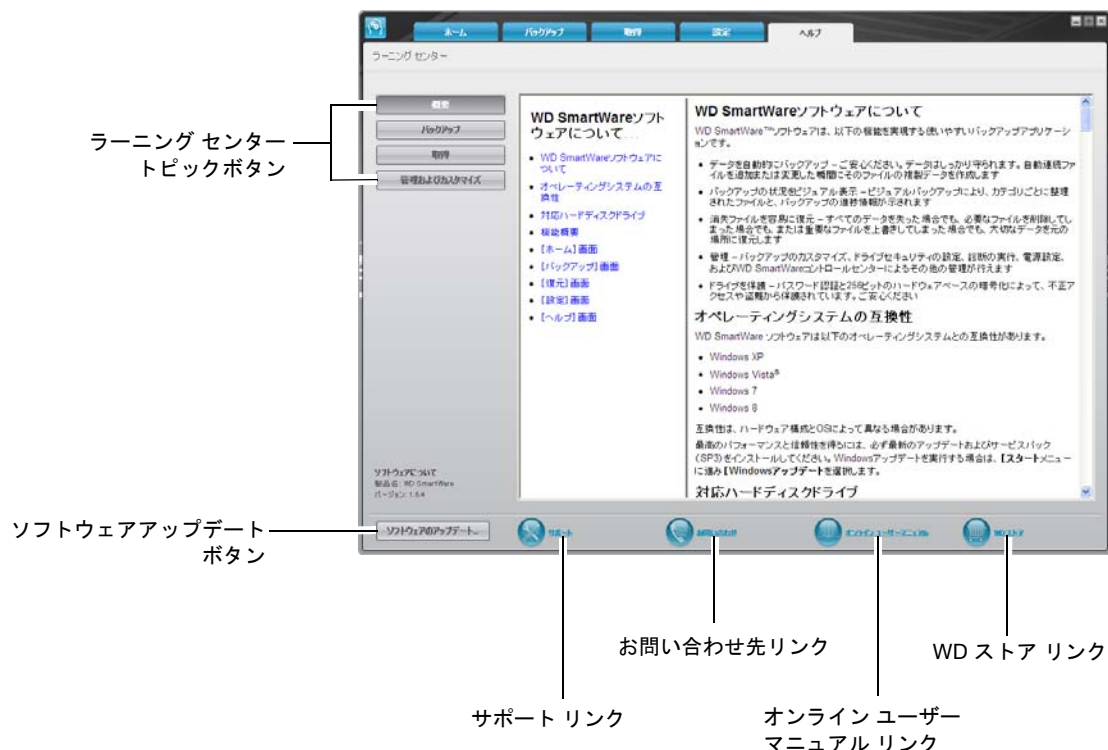 ホーム
バックアップ
取得
設定
ヘルプ
ラーニング センター
概要
バックアップ
取得
管理およびカスタマイズ
ラーニング センター
トピックボタン
WD SmartWareソフト
ウェアについて...
• WD SmartWareソフトウェアに
ついて
• オペレーティングシステムの互
換性
• 対応ハードディスクドライブ
• 機能概要
• [ホーム]画面
• [バックアップ]画面
• [復元]画面
• [設定]画面
• [ヘルプ]画面
WD SmartWareソフトウェアについて
WD SmartWare™ソフトウェアは、以下の機能を実現する使いやすいバックアップアプリケーシ
ョンです。
• データを自動的にバックアップ – ご安心ください。データはしっかり守られます。自動連続ファ
イルを追加または変更した瞬間にそのファイルの複製データを作成します
• バックアップの状況をビジュアル表示 – ビジュアルバックアップにより、カテゴリごとに整理
されたファイルと、バックアップの進捗情報が示されます
• 消失ファイルを容易に復元 – すべてのデータを失った場合でも、必要なファイルを削除してし
まった場合でも、または重要なファイルを上書きしてしまった場合でも、大切なデータを元の
場所に復元します
• 管理 – バックアップのカスタマイズ、ドライブセキュリティの設定、診断の実行、電源設定、
およびWD SmartWareコントロールセンターによるその他の管理が行えます
• ドライブを保護 – パスワード認証と256ビットのハードウェアベースの暗号化によって、不正ア
クセスや盗難から保護されています。ご安心ください
オペレーティングシステムの互換性
WD SmartWare ソフトウェアは以下のオペレーティングシステムとの互換性があります。
• Windows XP
• Windows Vista®
• Windows 7
• Windows 8
互換性は、ハードウェア構成とOSによって異なる場合があります。
最高のパフォーマンスと信頼性を得るには、必ず最新のアップデートおよびサービスパック
(SP3)をインストールしてください。Windowsアップデートを実行する場合は、[スタート]メニュー
に進み[Windowsアップデートを選択します。
対応ハードディスクドライブ
ソフトウェアについて
製品名: WD SmartWare
バージョン: 1.6.4
ソフトウェアのアップデート...
サポート
お問い合わせ
オンラインユーザーマニュアル
WDストア
ソフトウェアアップデート
ボタン
お問い合わせ先リンク
WD ストア リンク
サポート リンク
オンライン ユーザー
マニュアル リンク